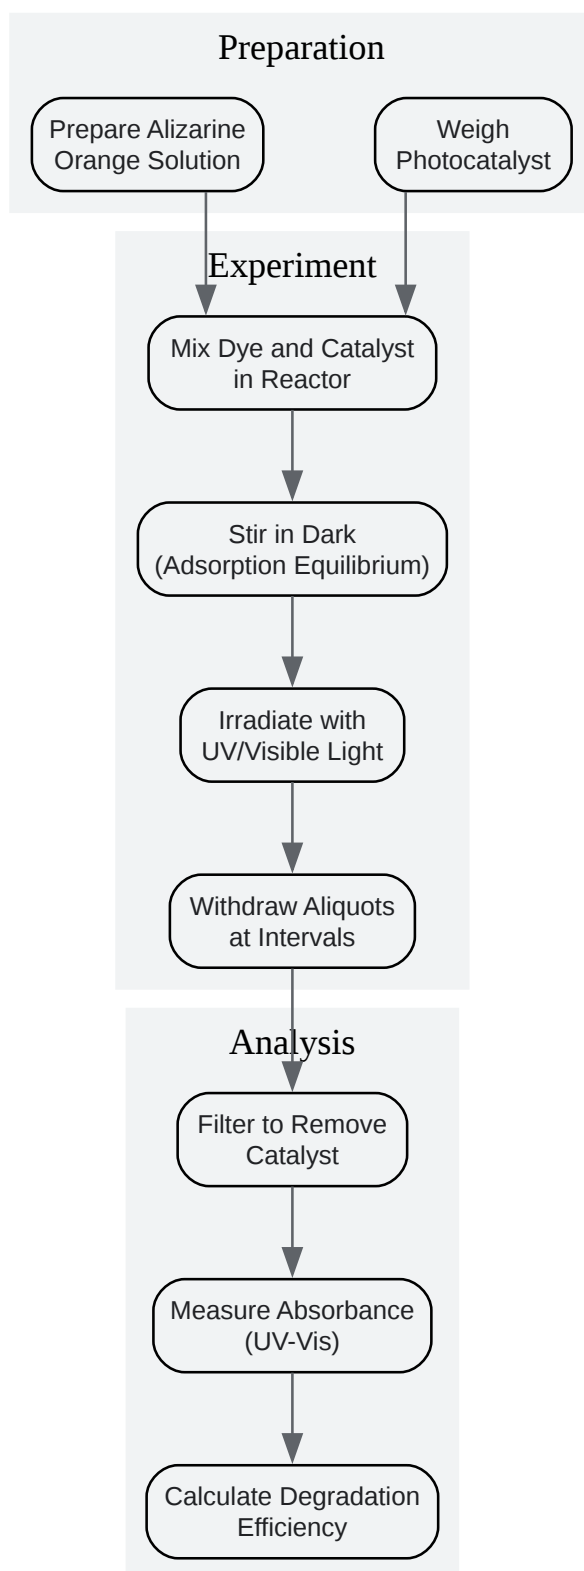 Preparation
Prepare Alizarine
Orange Solution
Weigh
Photocatalyst
Experiment
Mix Dye and Catalyst
in Reactor
Stir in Dark
(Adsorption Equilibrium)
Irradiate with
UV/Visible Light
Withdraw Aliquots
at Intervals
Analysis
Filter to Remove
Catalyst
Measure Absorbance
(UV-Vis)
Calculate Degradation
Efficiency